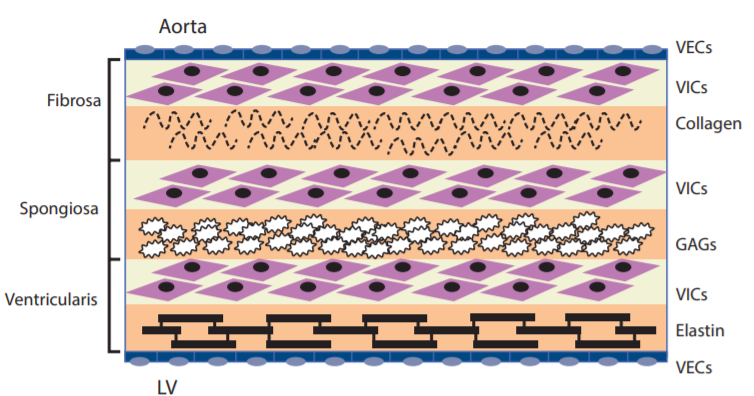 Aorta
VECs
Fibrosa
VICs
Collagen
Spongiosa
VICs
GAGs
Ventricularis
VICs
Elastin
VECs
LV